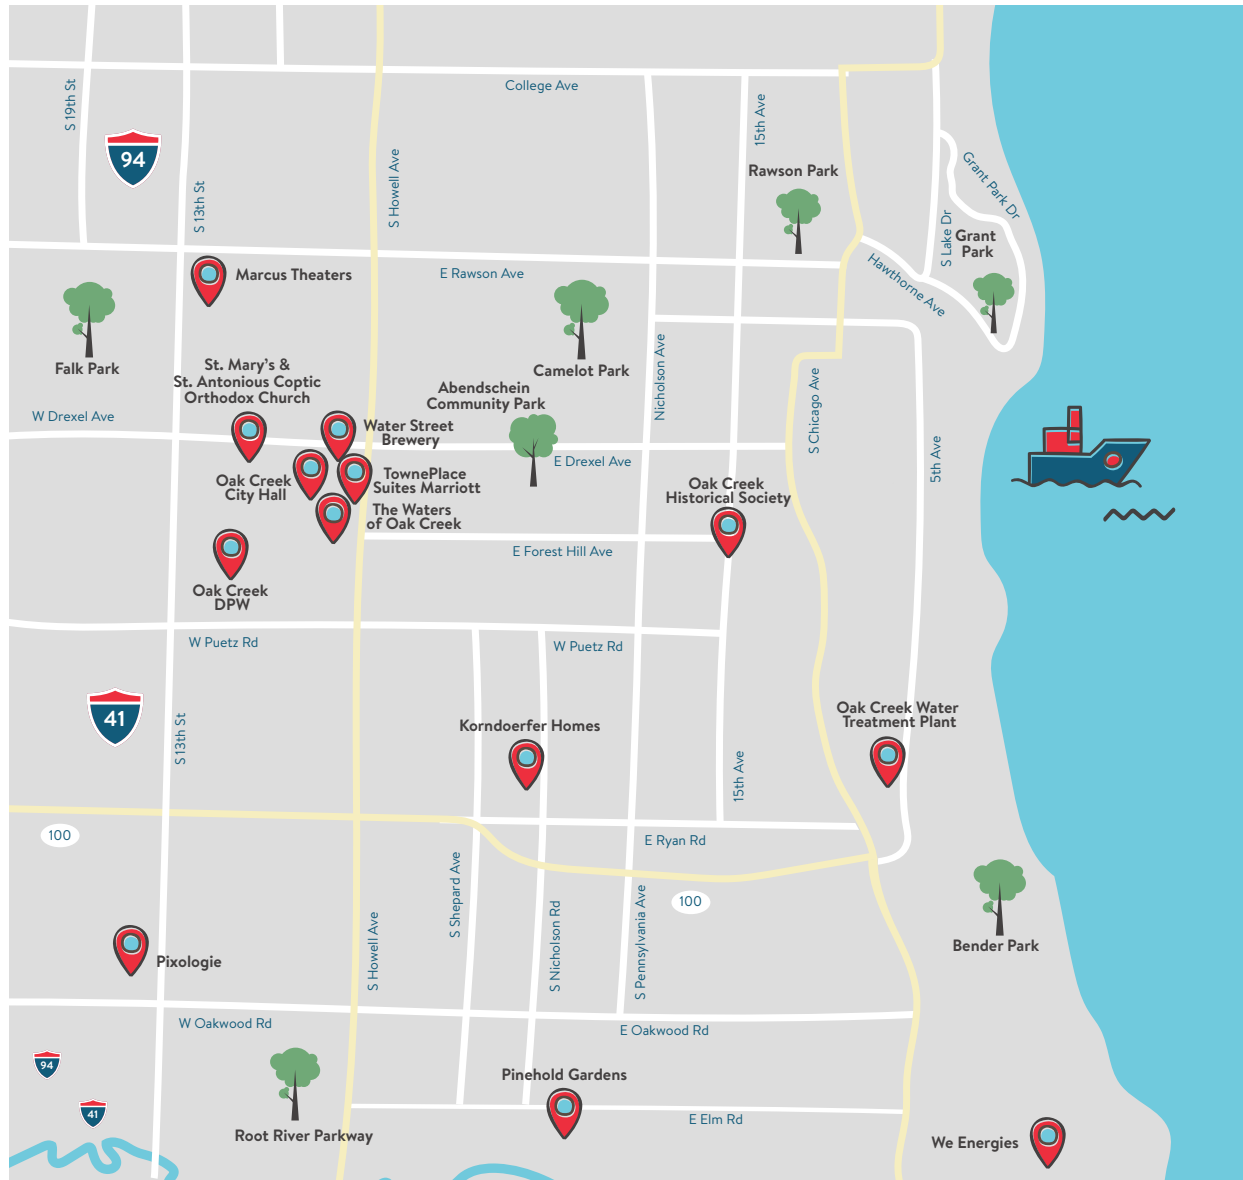 College Ave
S 19th St
94
S 13th St
S Howell Ave
15th Ave
Rawson Park
Grant Park Dr
S Lake Dr
Grant
Park
Hawthorne Ave
Marcus Theaters
E Rawson Ave
Falk Park
Camelot Park
Nicholson Ave
St. Mary's &
St. Antonious Coptic
Orthodox Church
Abendschein
Community Park
S Chicago Ave
W Drexel Ave
Water Street
Brewery
E Drexel Ave
5th Ave
Oak Creek
City Hall
TownePlace
Suites Marriott
Oak Creek
Historical Society
The Waters
of Oak Creek
E Forest Hill Ave
Oak Creek
DPW
W Puetz Rd
W Puetz Rd
41
S 13th St
Korndoerfer Homes
Oak Creek Water
Treatment Plant
15th Ave
100
E Ryan Rd
S Shepard Ave
100
S Howell Ave
S Nicholson Rd
S Pennsylvania Ave
Bender Park
Pixologie
W Oakwood Rd
E Oakwood Rd
94
41
Pinehold Gardens
Root River Parkway
E Elm Rd
We Energies